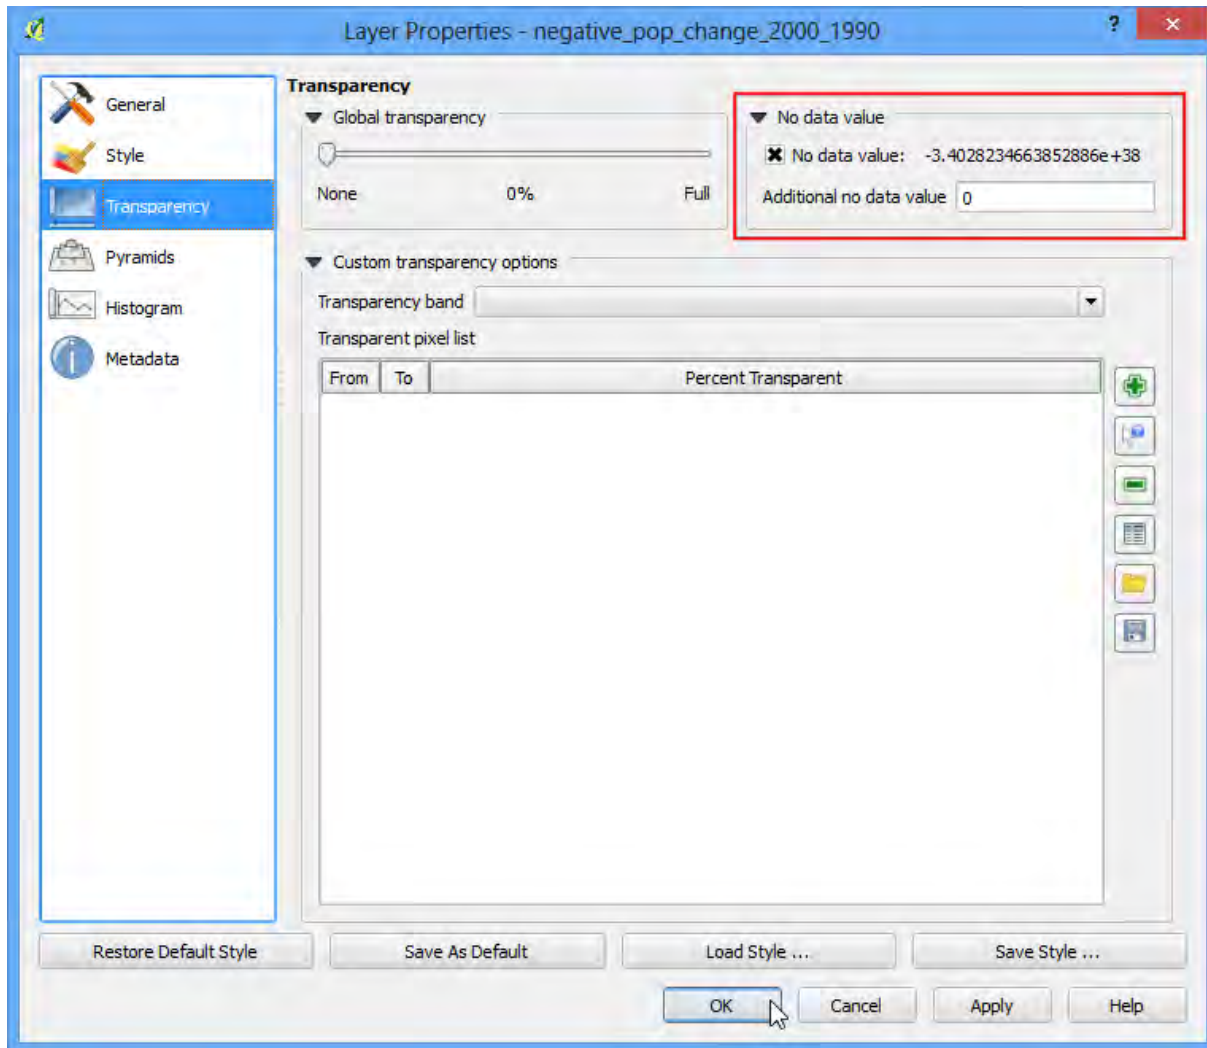 Layer Properties - negative_pop_change_2000_1990
?
General
Style
Transparency
Pyramids
Histogram
Metadata
Transparency
Global transparency
None 0% Full
No data value
No data value: -3.4028234663852886e+38
Additional no data value 0
Custom transparency options
Transparency band
Transparent pixel list
From To Percent Transparent
Restore Default Style Save As Default Load Style ... Save Style ...
OK Cancel Apply Help